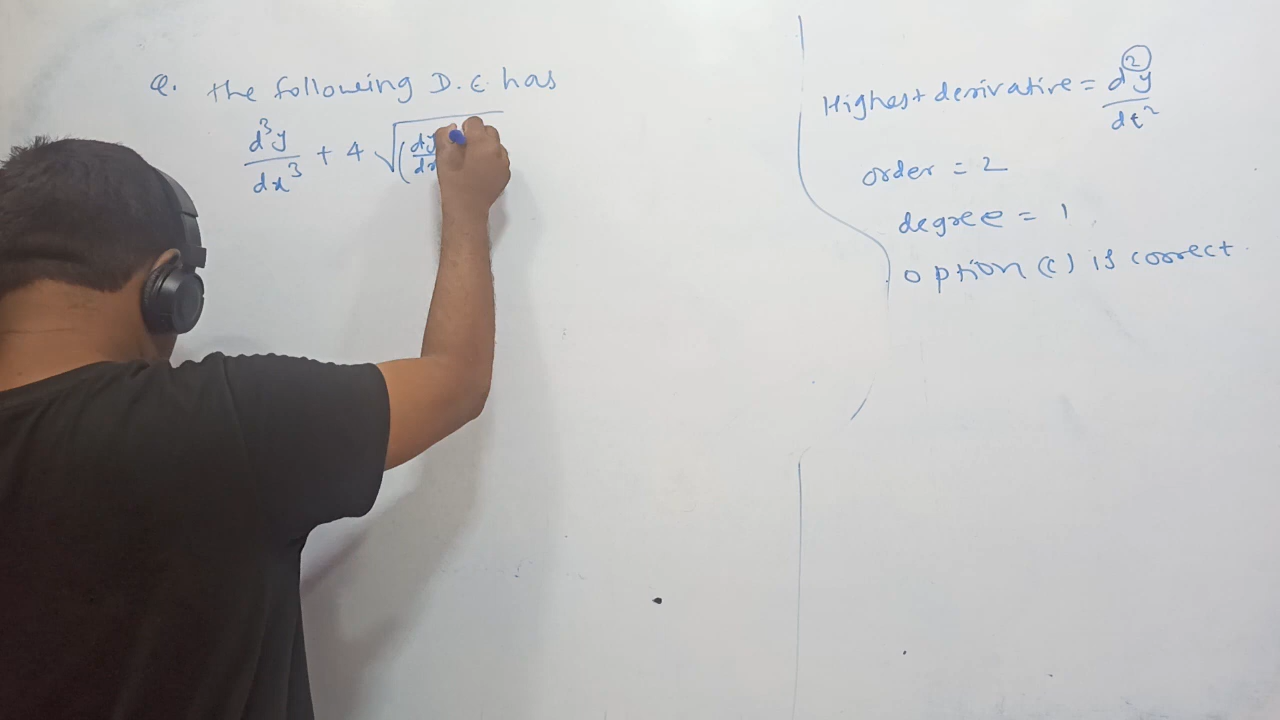 Q. the following D.E. has
d³y/dx³ + 4 √((dy/dx
Highest derivative = d²y/dt²
order = 2
degree = 1
option (c) is correct.